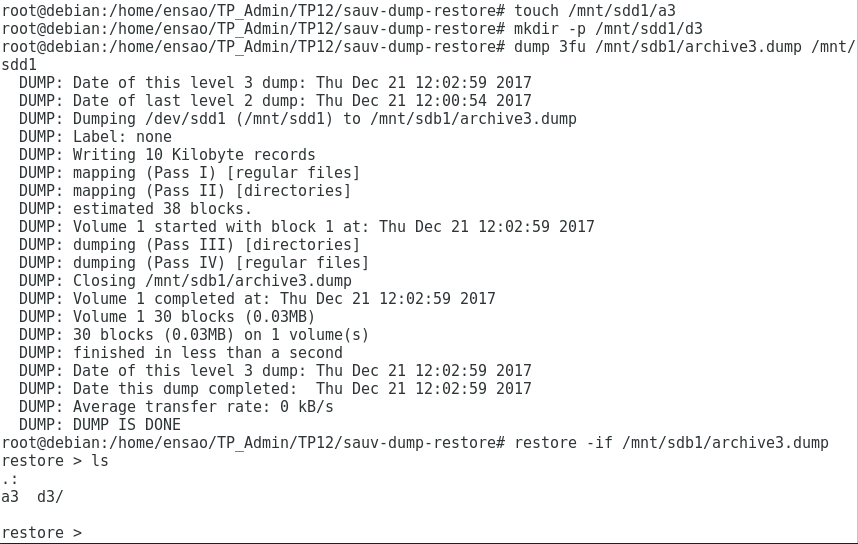 root@debian:/home/ensao/TP_Admin/TP12/sauv-dump-restore# touch /mnt/sdd1/a3
root@debian:/home/ensao/TP_Admin/TP12/sauv-dump-restore# mkdir -p /mnt/sdd1/d3
root@debian:/home/ensao/TP_Admin/TP12/sauv-dump-restore# dump 3fu /mnt/sdb1/archive3.dump /mnt/
sdd1
  DUMP: Date of this level 3 dump: Thu Dec 21 12:02:59 2017
  DUMP: Date of last level 2 dump: Thu Dec 21 12:00:54 2017
  DUMP: Dumping /dev/sdd1 (/mnt/sdd1) to /mnt/sdb1/archive3.dump
  DUMP: Label: none
  DUMP: Writing 10 Kilobyte records
  DUMP: mapping (Pass I) [regular files]
  DUMP: mapping (Pass II) [directories]
  DUMP: estimated 38 blocks.
  DUMP: Volume 1 started with block 1 at: Thu Dec 21 12:02:59 2017
  DUMP: dumping (Pass III) [directories]
  DUMP: dumping (Pass IV) [regular files]
  DUMP: Closing /mnt/sdb1/archive3.dump
  DUMP: Volume 1 completed at: Thu Dec 21 12:02:59 2017
  DUMP: Volume 1 30 blocks (0.03MB)
  DUMP: 30 blocks (0.03MB) on 1 volume(s)
  DUMP: finished in less than a second
  DUMP: Date of this level 3 dump: Thu Dec 21 12:02:59 2017
  DUMP: Date this dump completed:  Thu Dec 21 12:02:59 2017
  DUMP: Average transfer rate: 0 kB/s
  DUMP: DUMP IS DONE
root@debian:/home/ensao/TP_Admin/TP12/sauv-dump-restore# restore -if /mnt/sdb1/archive3.dump
restore > ls
.:
a3  d3/
restore >